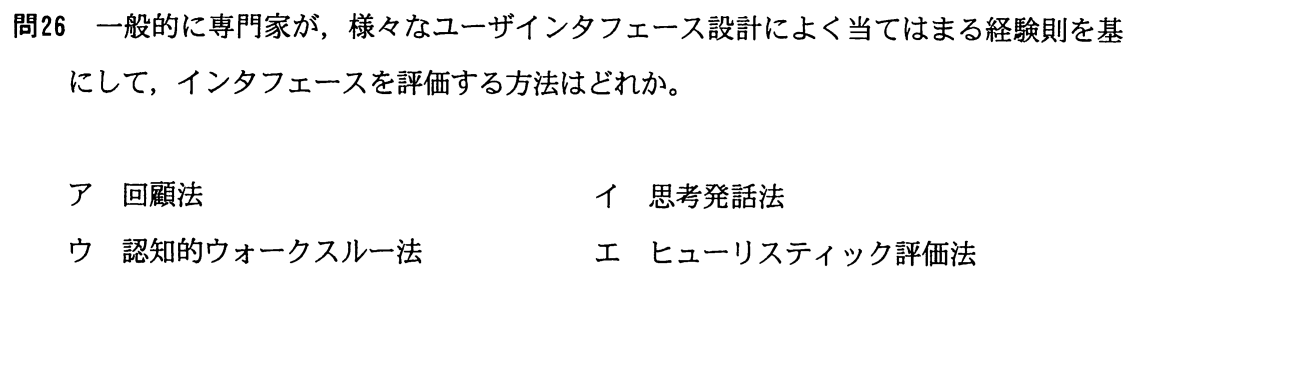 問26 一般的に専門家が，様々なユーザインタフェース設計によく当てはまる経験則を基
にして，インタフェースを評価する方法はどれか。
ア 回顧法 イ 思考発話法
ウ 認知的ウォークスルー法 エ ヒューリスティック評価法